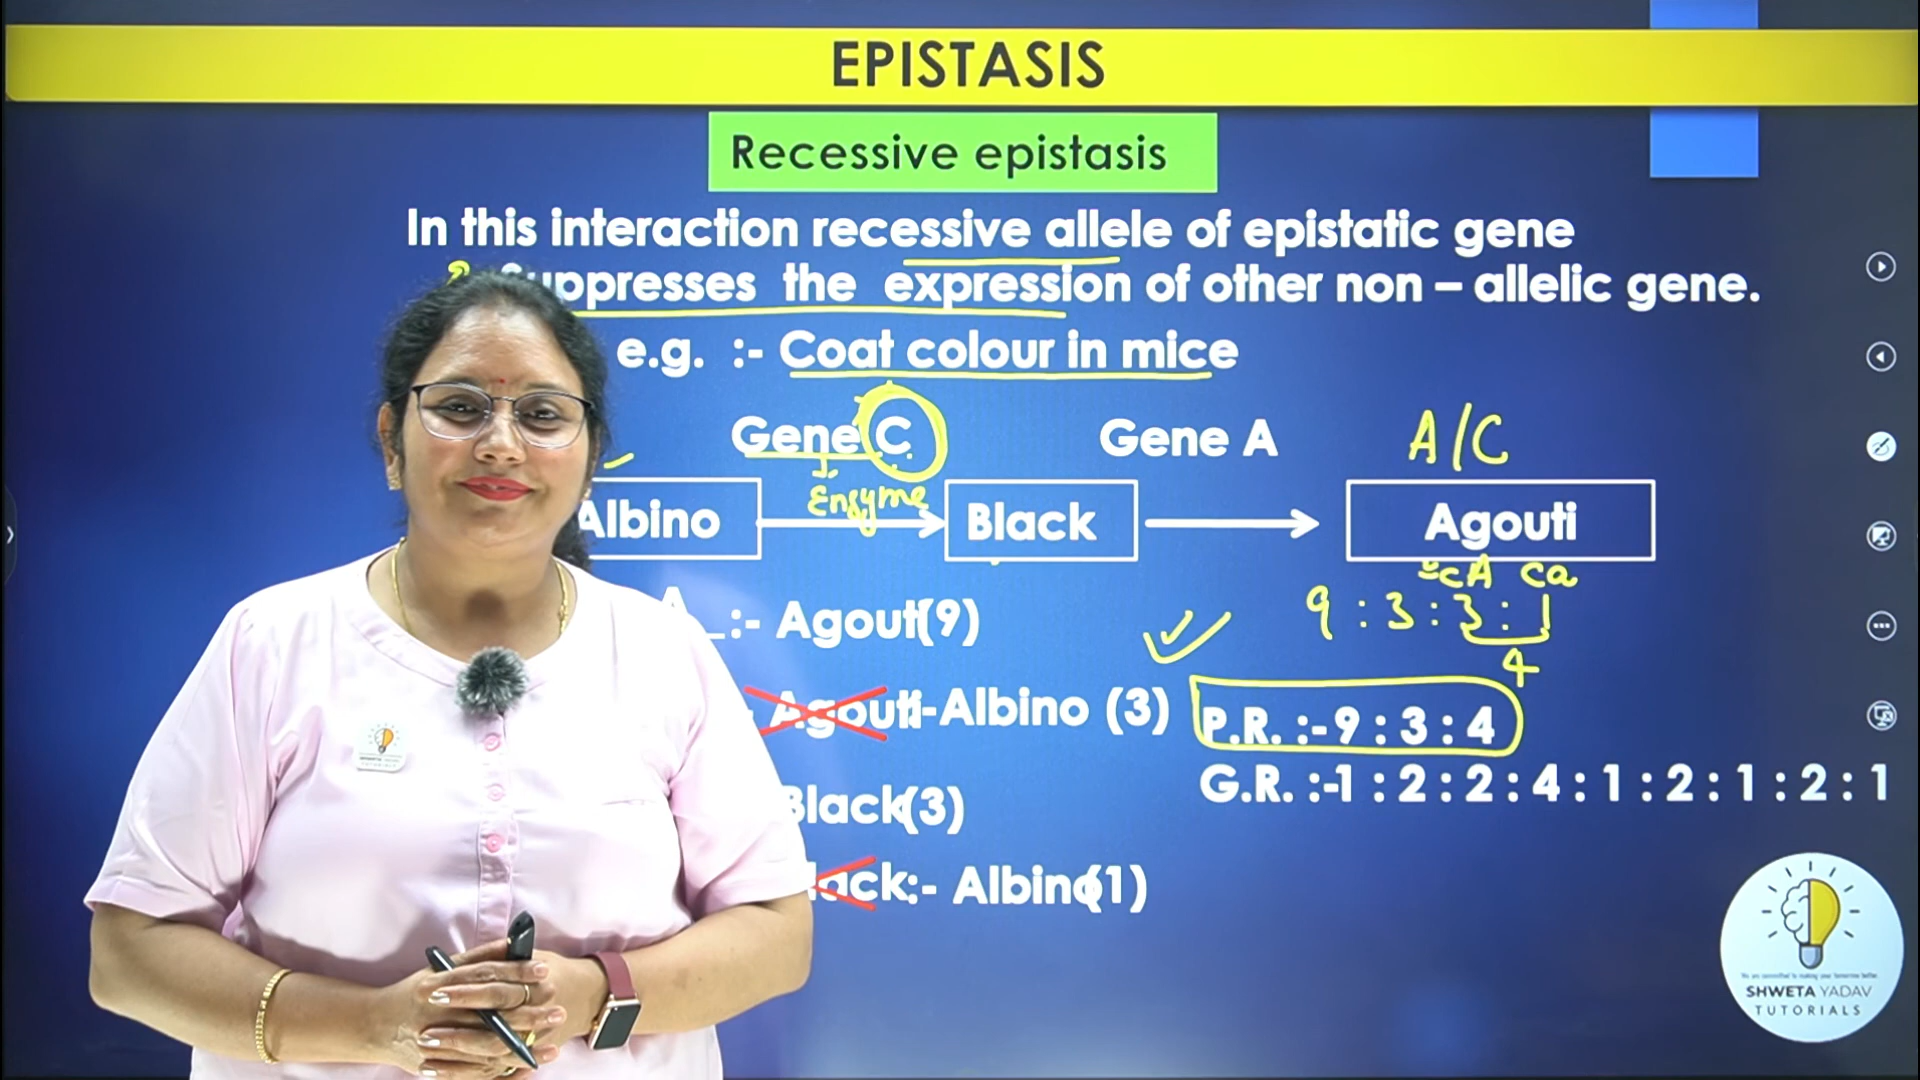 EPISTASIS
Recessive epistasis
In this interaction recessive allele of epistatic gene
the expression of other non – allelic gene.
e.g. :- Coat colour in mice
Gene C Gene A A/C
Enzyme
Albino Black Agouti
cA ca
9 : 3 : 3 : 1
4
:- Agouti(9)
Agouti-Albino (3)
P.R. :-9 : 3 : 4
Black(3)
G.R. :-1 : 2 : 2 : 4 : 1 : 2 : 1 : 2 : 1
:- Albino(1)
SHWETA YADAV
TUTORIALS